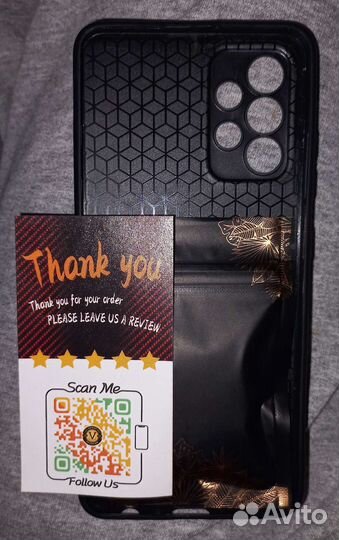 Thank you
Thank you for your order
PLEASE LEAVE US A REVIEW
Scan Me
V
Follow Us
Avito